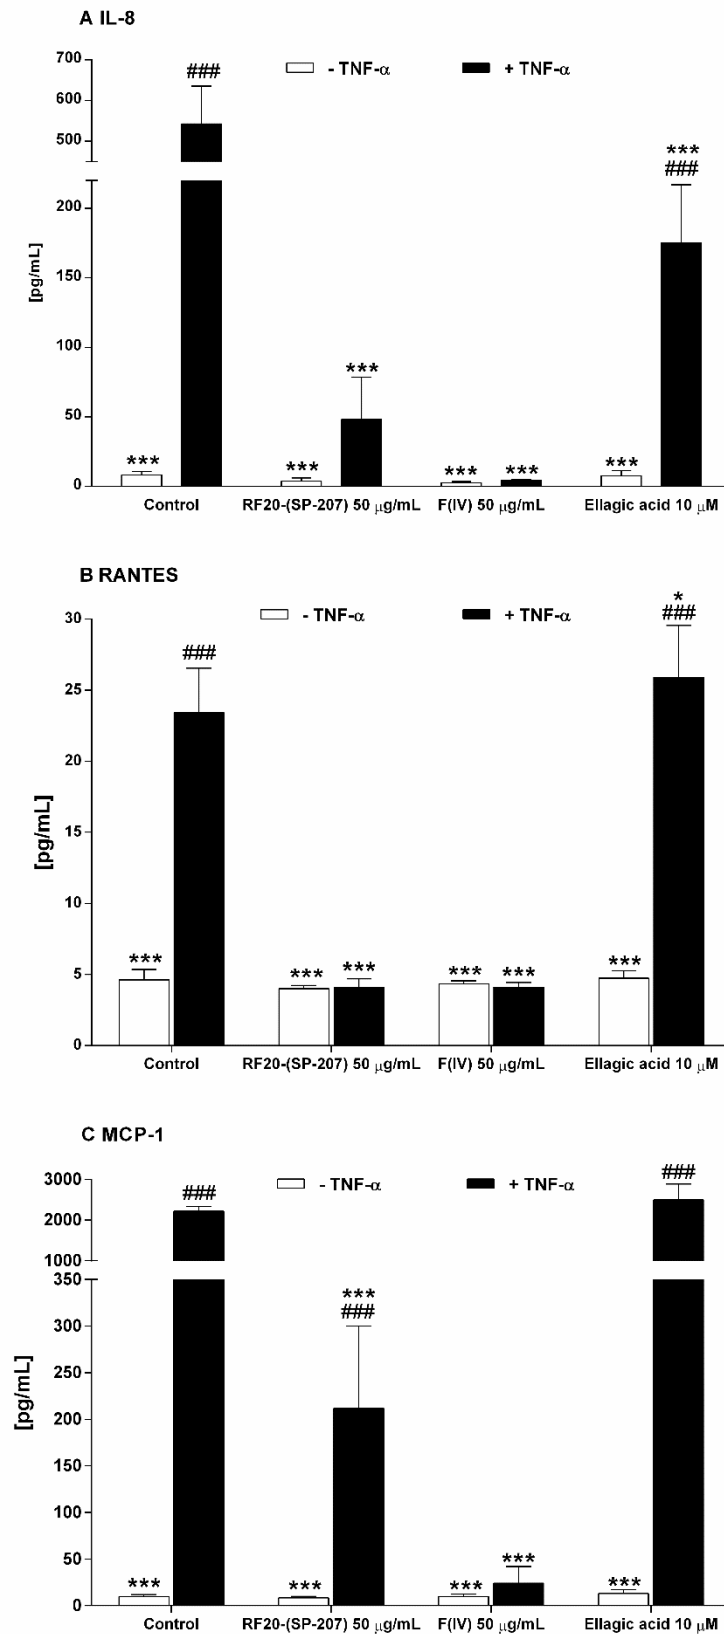 A IL-8
- TNF-α
+ TNF-α
700
600
500
200
150
100
50
0
[pg/mL]
***
###
***
***
***
***
***
***
###
Control
RF20-(SP-207) 50 μg/mL
F(IV) 50 μg/mL
Ellagic acid 10 μM
B RANTES
- TNF-α
+ TNF-α
30
25
20
15
10
5
0
[pg/mL]
***
###
***
***
***
***
***
*
###
Control
RF20-(SP-207) 50 μg/mL
F(IV) 50 μg/mL
Ellagic acid 10 μM
C MCP-1
- TNF-α
+ TNF-α
3000
2000
1000
350
300
250
200
150
100
50
0
[pg/mL]
***
###
***
***
###
***
***
***
###
Control
RF20-(SP-207) 50 μg/mL
F(IV) 50 μg/mL
Ellagic acid 10 μM